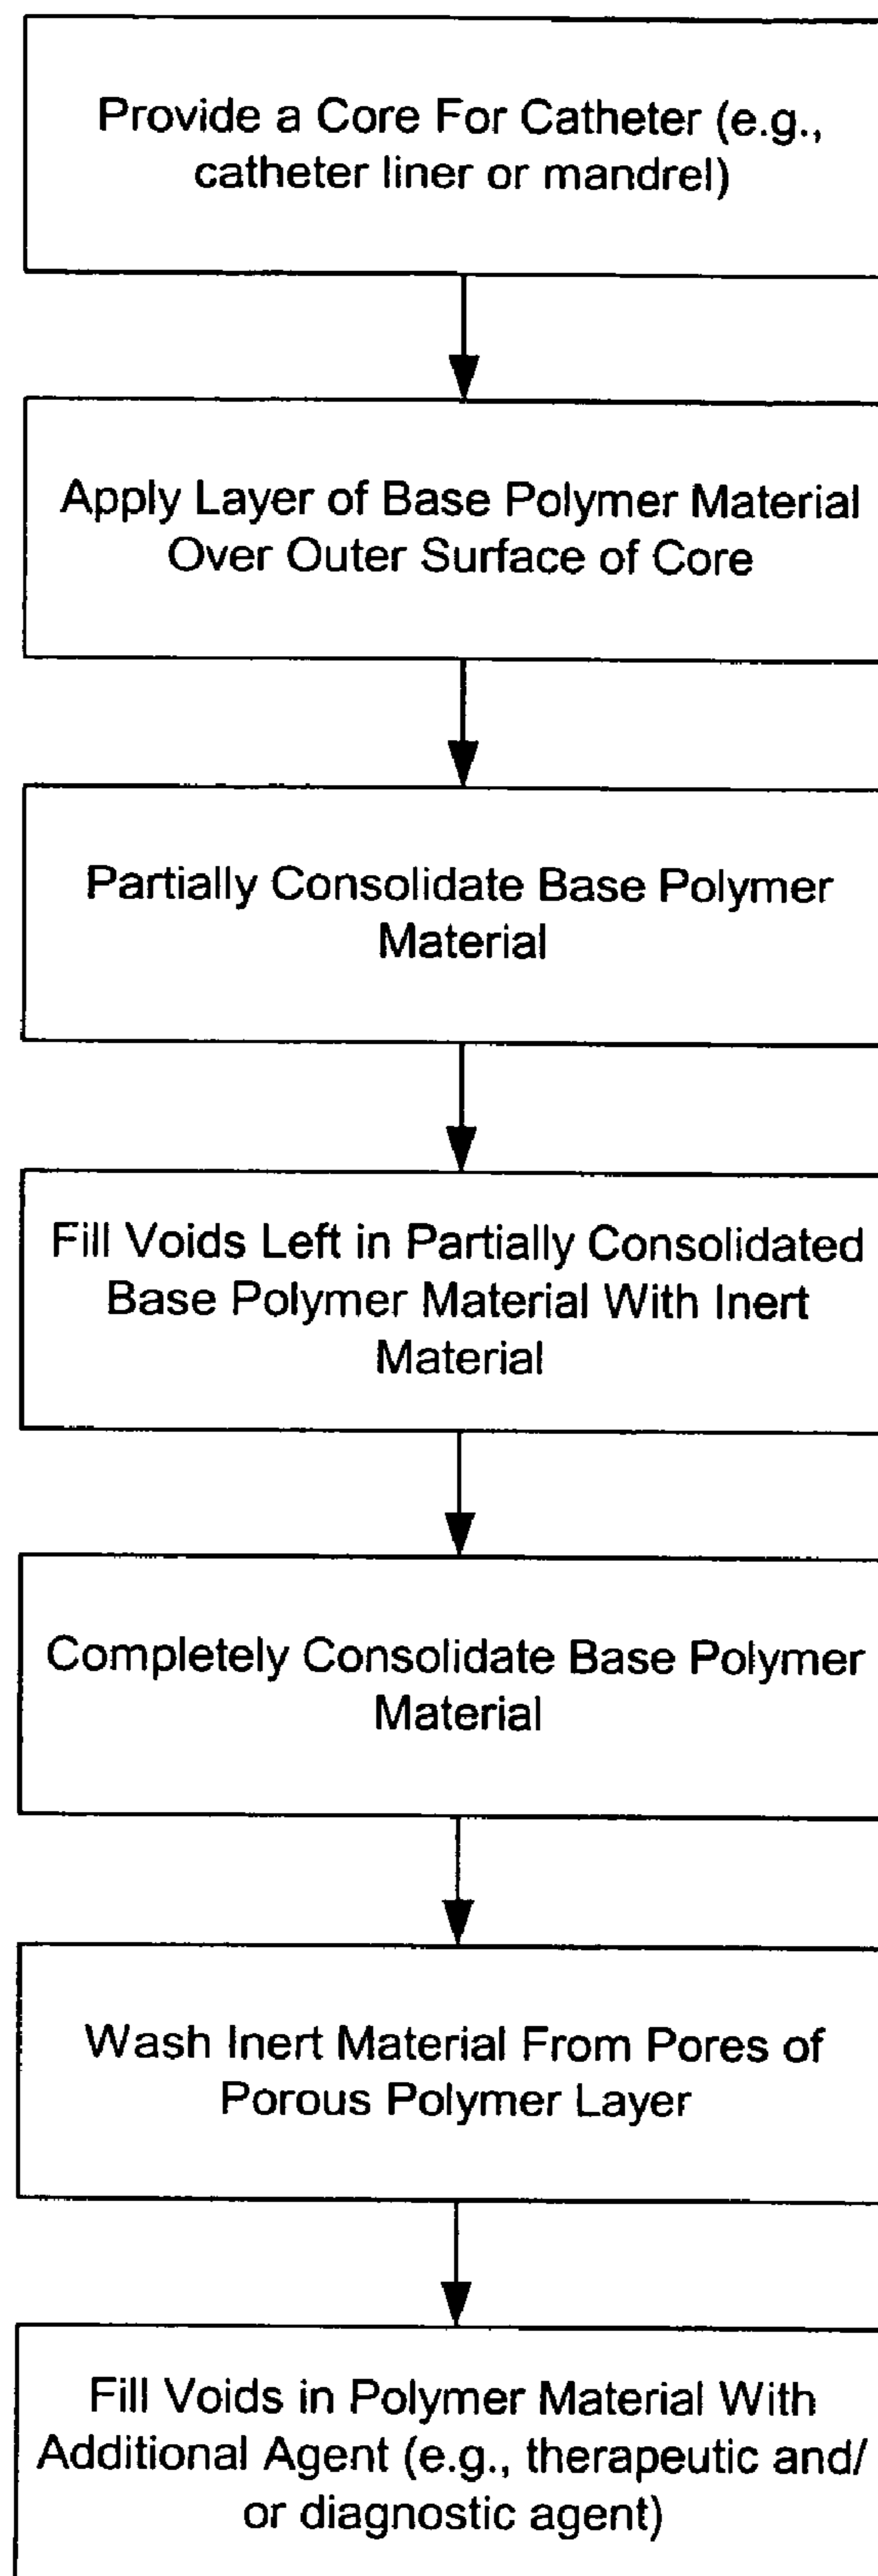 Provide a Core For Catheter (e.g.,
catheter liner or mandrel)
Apply Layer of Base Polymer Material
Over Outer Surface of Core
Partially Consolidate Base Polymer
Material
Fill Voids Left in Partially Consolidated
Base Polymer Material With Inert
Material
Completely Consolidate Base Polymer
Material
Wash Inert Material From Pores of
Porous Polymer Layer
Fill Voids in Polymer Material With
Additional Agent (e.g., therapeutic and/
or diagnostic agent)